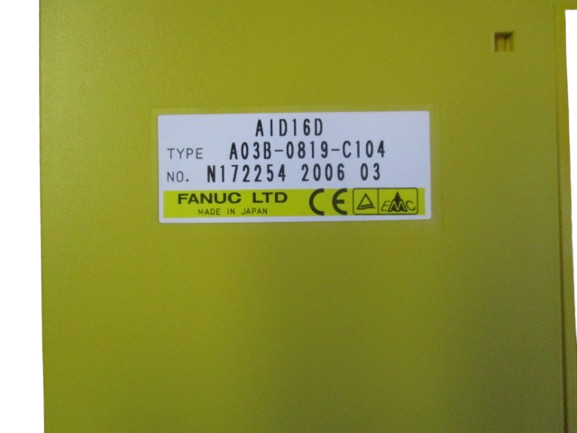 AID16D
TYPE A03B-0819-C104
NO. N172254 2006 03
FANUC LTD
MADE IN JAPAN
CE
EMC